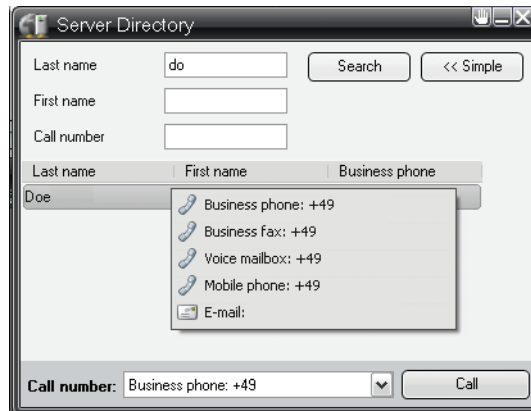 Server Directory
Last name do Search << Simple
First name
Call number
Last name First name Business phone
Doe
Business phone: +49
Business fax: +49
Voice mailbox: +49
Mobile phone: +49
E-mail:
Call number: Business phone: +49 Call